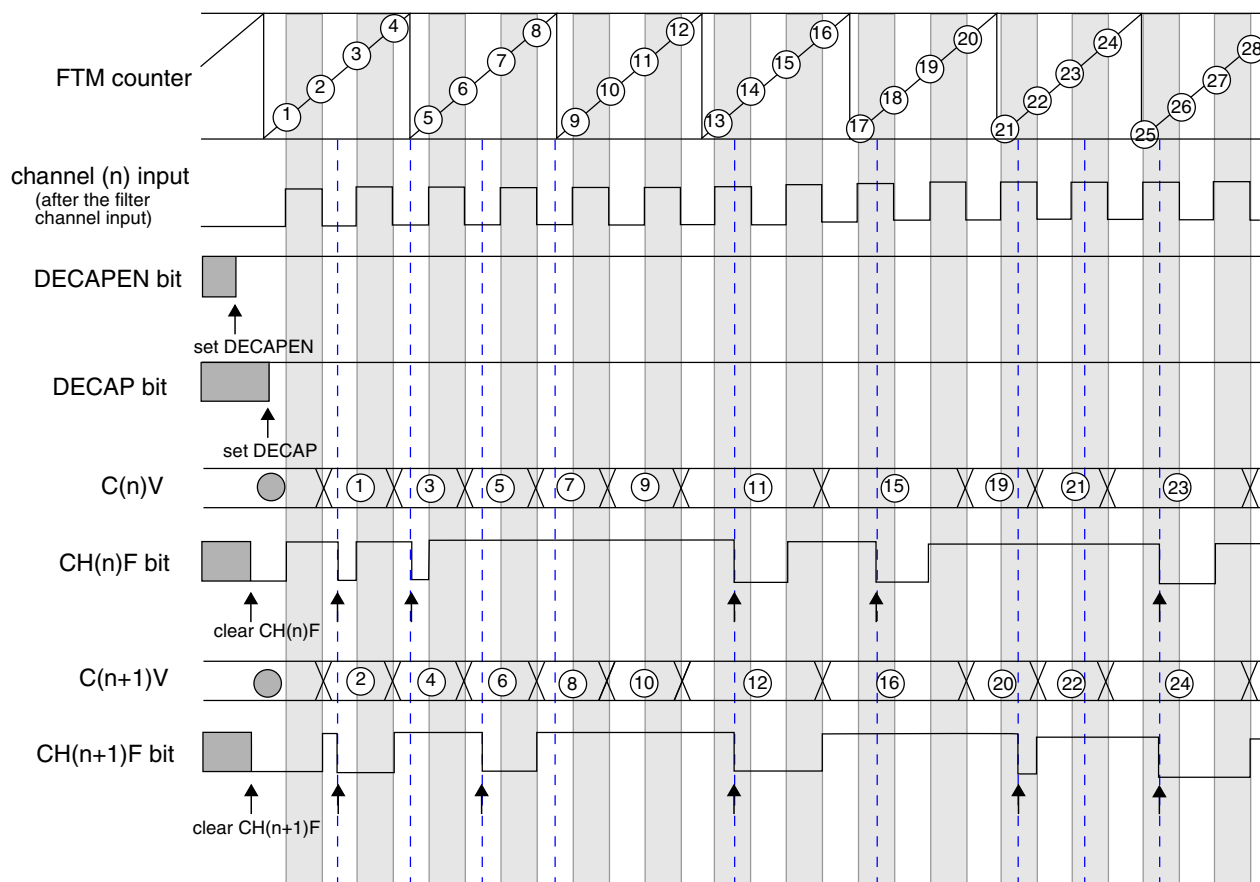 FTM counter
1 2 3 4 5 6 7 8 9 10 11 12 13 14 15 16 17 18 19 20 21 22 23 24 25 26 27 28
channel (n) input
(after the filter
channel input)
DECAPEN bit
set DECAPEN
DECAP bit
set DECAP
C(n)V 1 3 5 7 9 11 15 19 21 23
CH(n)F bit
clear CH(n)F
C(n+1)V 2 4 6 8 10 12 16 20 22 24
CH(n+1)F bit
clear CH(n+1)F